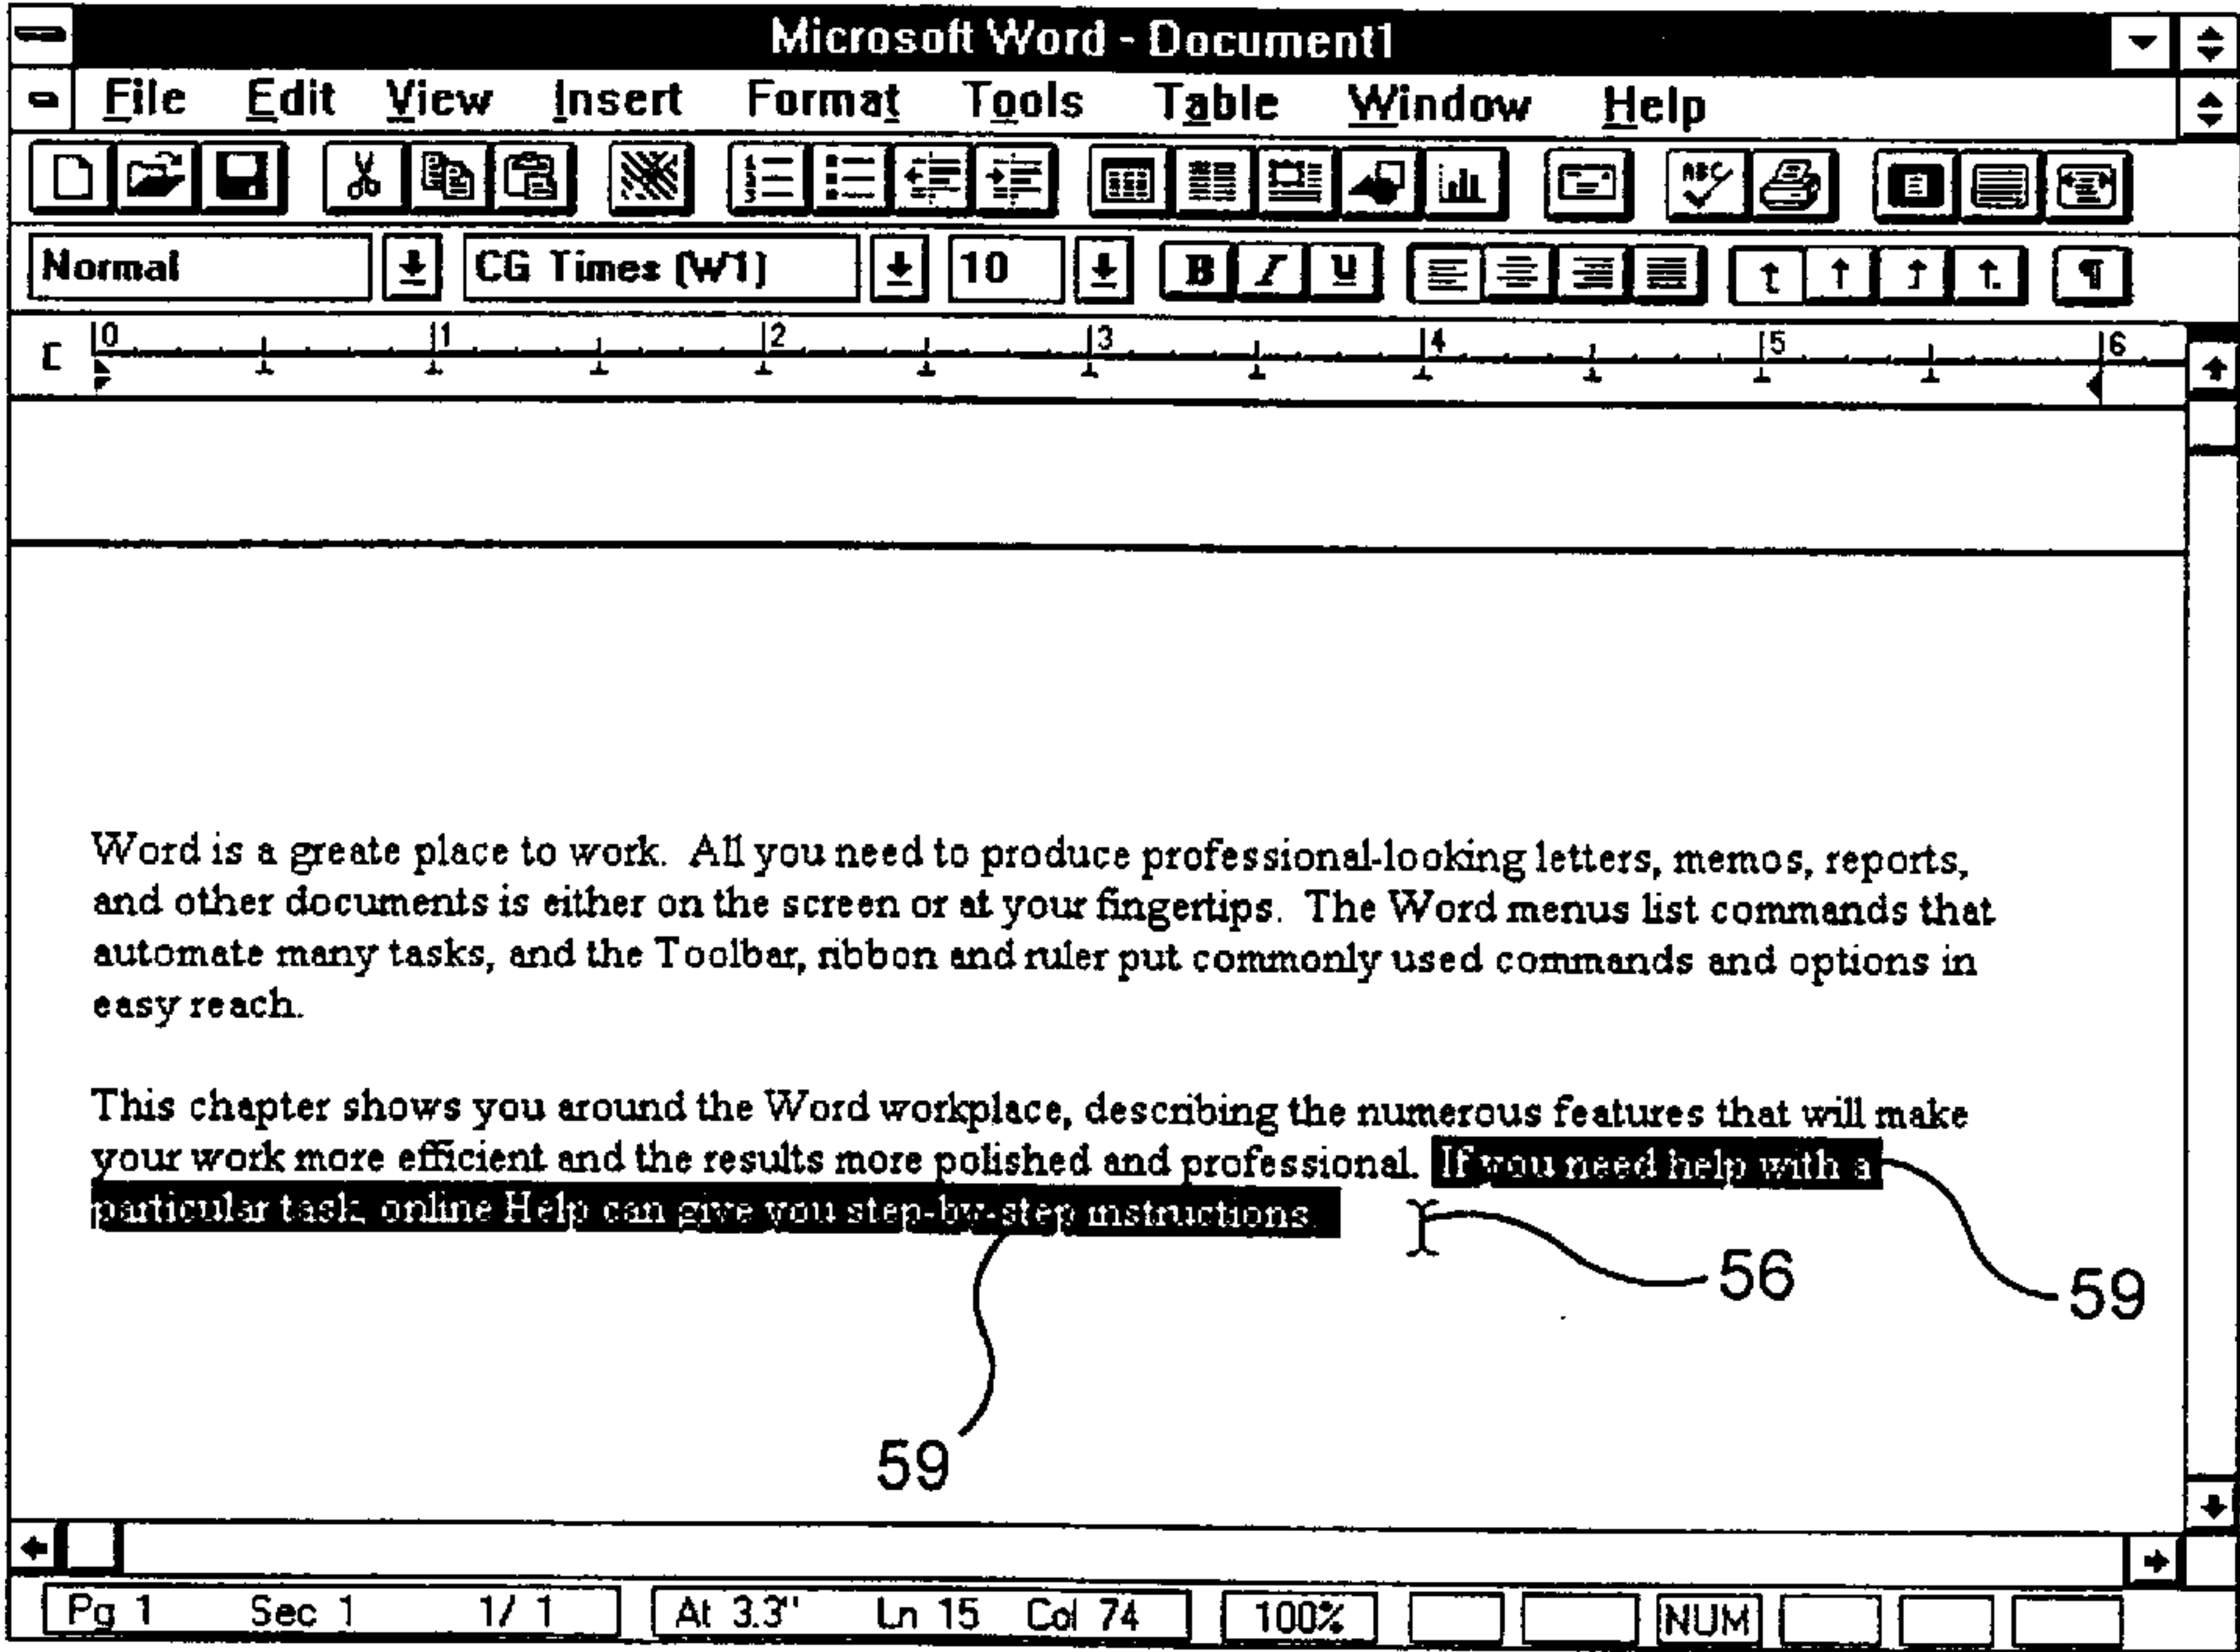 Microsoft Word - Document1
File Edit View Insert Format Tools Table Window Help
ABC
Normal CG Times (W1) 10 B I U ¶
0 1 2 3 4 5 6
Word is a greate place to work. All you need to produce professional-looking letters, memos, reports,
and other documents is either on the screen or at your fingertips. The Word menus list commands that
automate many tasks, and the Toolbar, ribbon and ruler put commonly used commands and options in
easy reach.
This chapter shows you around the Word workplace, describing the numerous features that will make
your work more efficient and the results more polished and professional. If you need help with a
particular task, online Help can give you step-by-step instructions.
56
59
59
Pg 1 Sec 1 1/ 1 At 3.3" Ln 15 Col 74 100% NUM